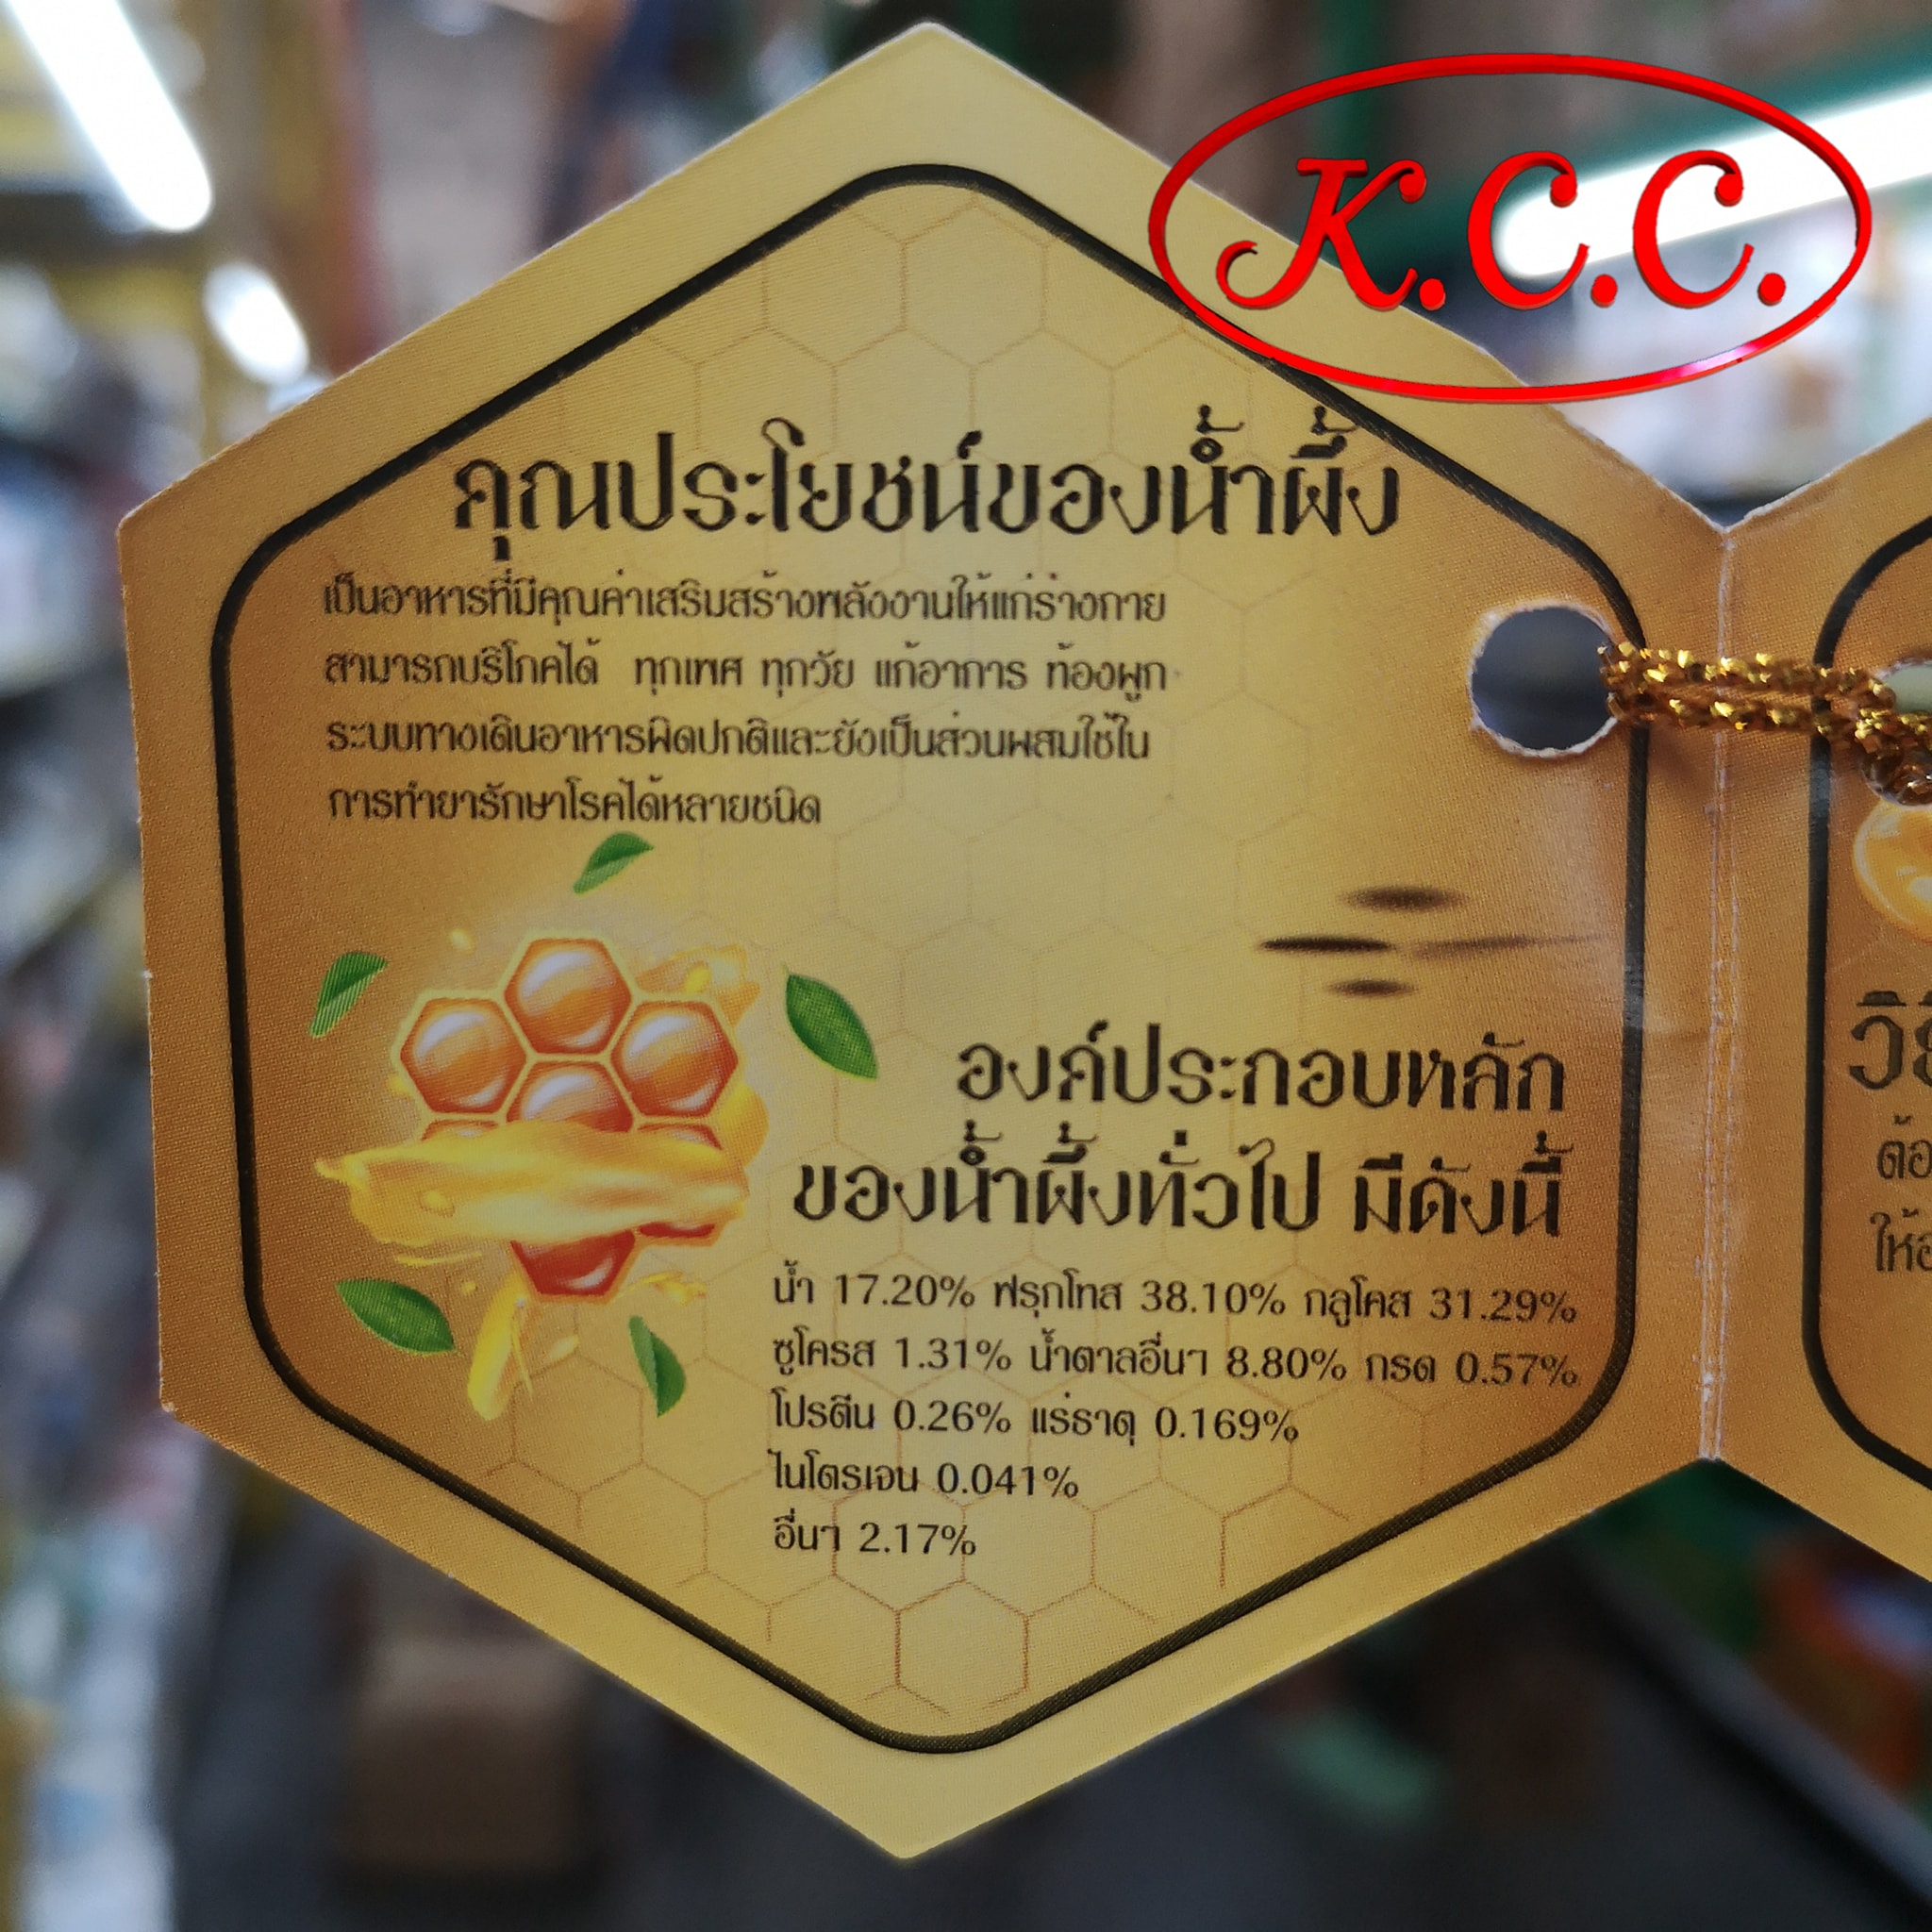 K.C.C.
คุณประโยชน์ของน้ำผึ้ง
เป็นอาหารที่มีคุณค่าเสริมสร้างพลังงานให้แก่ร่างกาย
สามารถบริโภคได้ ทุกเพศ ทุกวัย แก้อาการ ท้องผูก
ระบบทางเดินอาหารผิดปกติและยังเป็นส่วนผสมใช้ใน
การทำยารักษาโรคได้หลายชนิด
องค์ประกอบหลัก
ของน้ำผึ้งทั่วไป มีดังนี้
น้ำ 17.20% ฟรุกโทส 38.10% กลูโคส 31.29%
ซูโครส 1.31% น้ำตาลอื่นๆ 8.80% กรด 0.57%
โปรตีน 0.26% แร่ธาตุ 0.169%
ไนโตรเจน 0.041%
อื่นๆ 2.17%